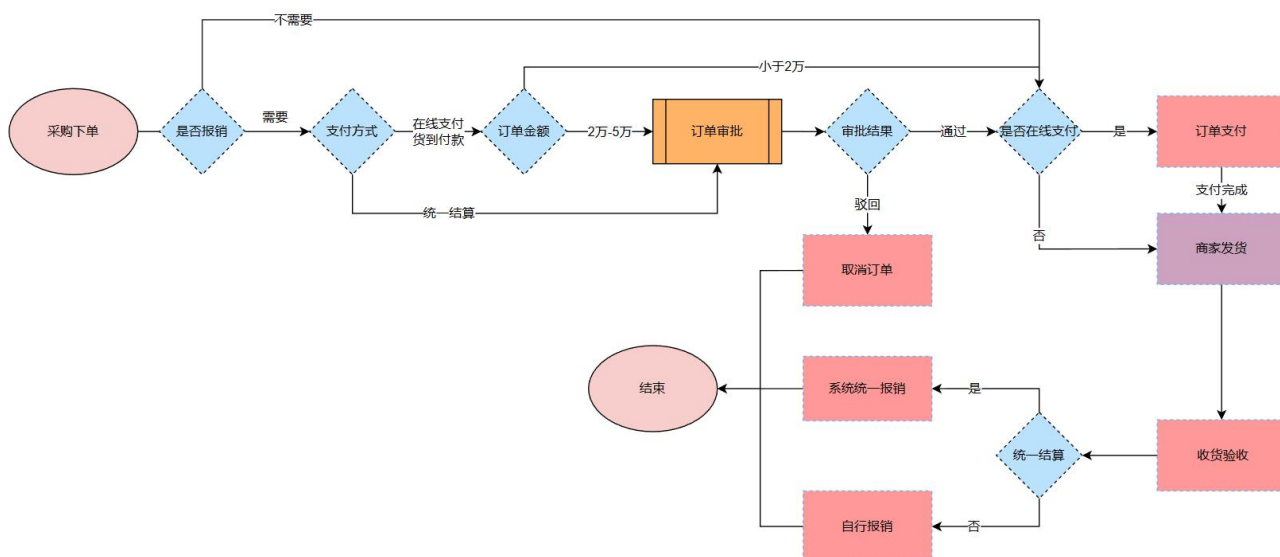 不需要
小于2万
采购下单
是否报销
需要
支付方式
在线支付
货到付款
订单金额
2万-5万
订单审批
审批结果
通过
是否在线支付
是
订单支付
统一结算
驳回
支付完成
否
取消订单
商家发货
结束
系统统一报销
是
统一结算
收货验收
自行报销
否